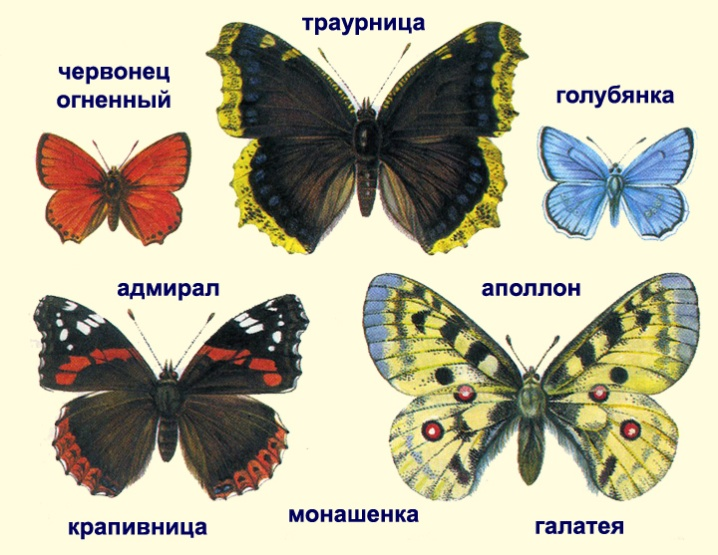 траурница
червонец
огненный
голубянка
адмирал
аполлон
крапивница
монашенка
галатея